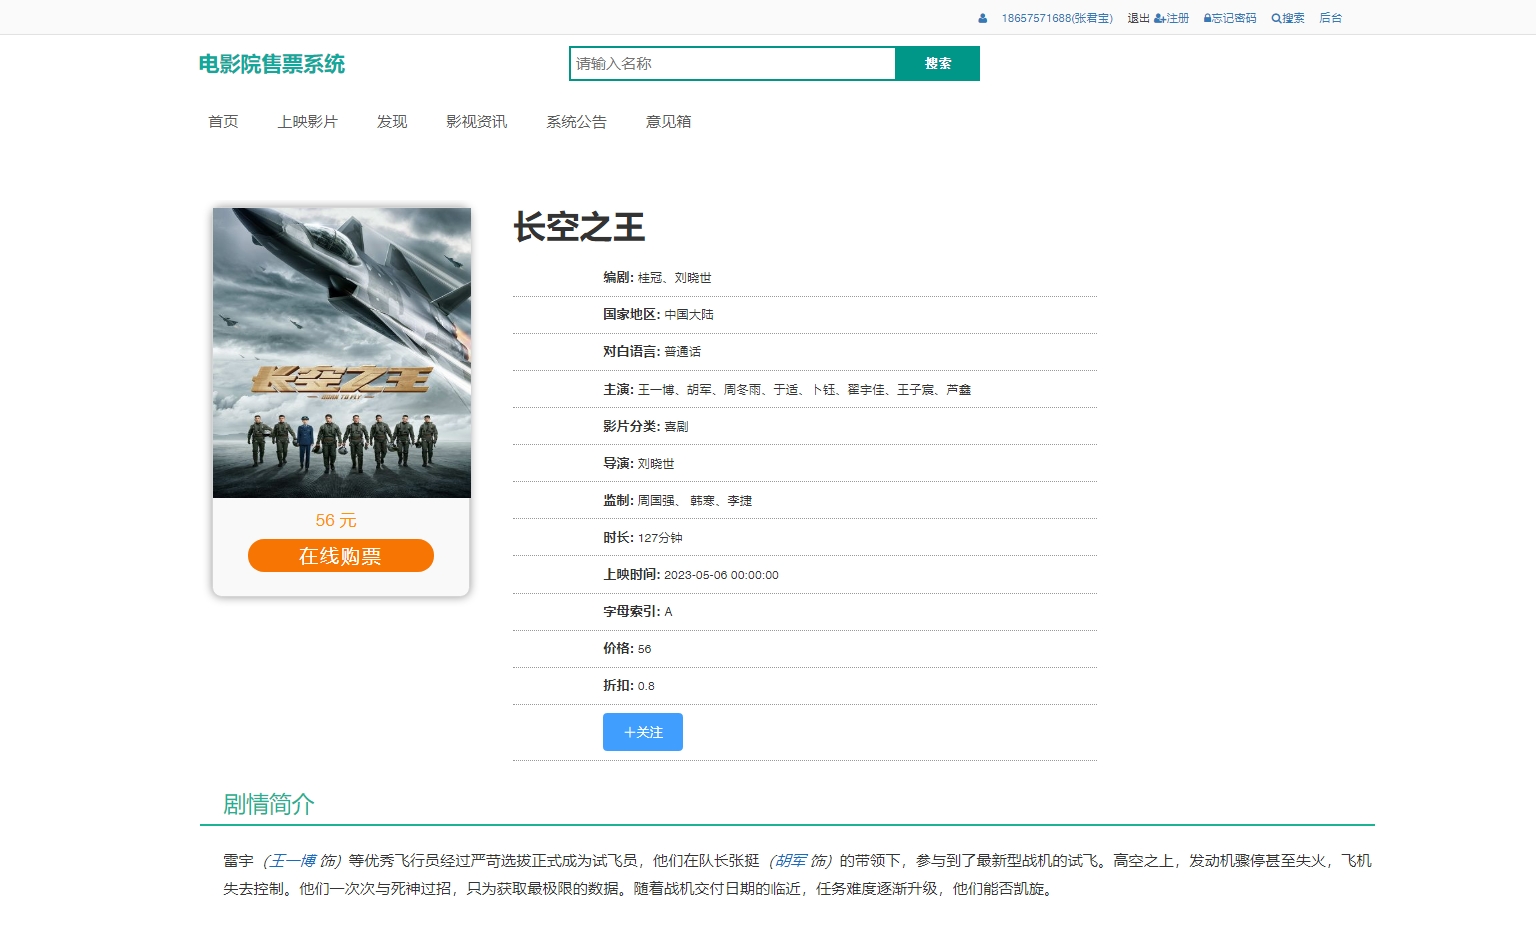 18657571688(张君宝) 退出 注册 忘记密码 搜索 后台
电影院售票系统
请输入名称 搜索
首页 上映影片 发现 影视资讯 系统公告 意见箱
长空之王
编剧: 桂冠、刘晓世
国家地区: 中国大陆
对白语言: 普通话
主演: 王一博、胡军、周冬雨、于适、卜钰、翟宇佳、王子宸、芦鑫
影片分类: 喜剧
导演: 刘晓世
监制: 周国强、 韩寒、李捷
时长: 127分钟
上映时间: 2023-05-06 00:00:00
字母索引: A
价格: 56
折扣: 0.8
+关注
长空之王
BORN TO FLY
56 元
在线购票
剧情简介
雷宇（王一博 饰）等优秀飞行员经过严苛选拔正式成为试飞员，他们在队长张挺（胡军 饰）的带领下，参与到了最新型战机的试飞。高空之上，发动机骤停甚至失火，飞机
失去控制。他们一次次与死神过招，只为获取最极限的数据。随着战机交付日期的临近，任务难度逐渐升级，他们能否凯旋。